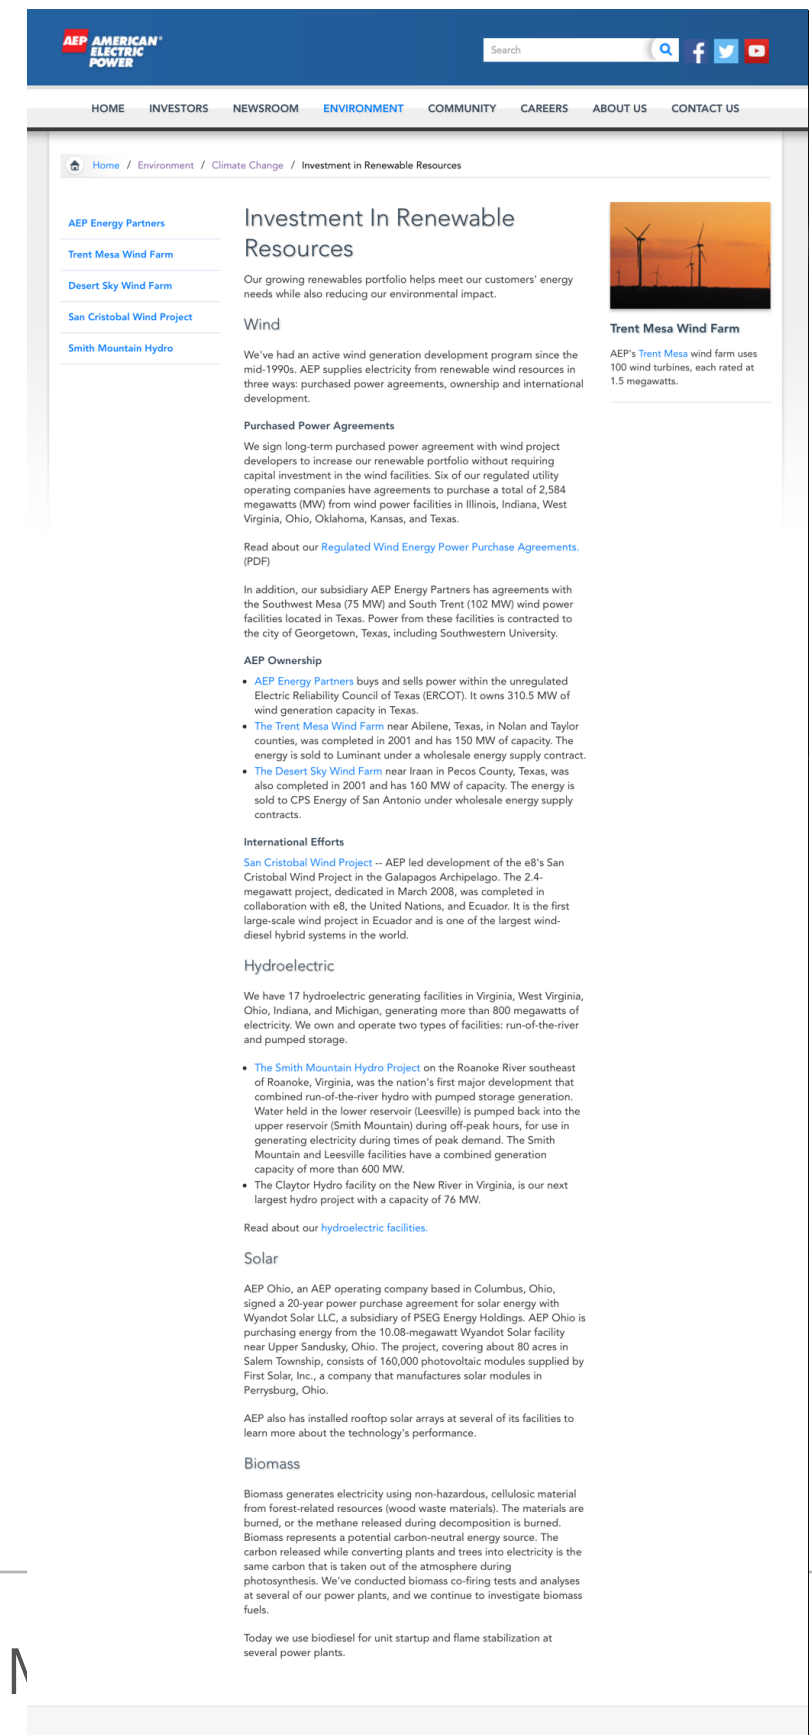 AEP AMERICAN®
ELECTRIC
POWER
Search
HOME INVESTORS NEWSROOM ENVIRONMENT COMMUNITY CAREERS ABOUT US CONTACT US
Home / Environment / Climate Change / Investment in Renewable Resources
AEP Energy Partners
Trent Mesa Wind Farm
Desert Sky Wind Farm
San Cristobal Wind Project
Smith Mountain Hydro
Investment In Renewable
Resources
Our growing renewables portfolio helps meet our customers' energy
needs while also reducing our environmental impact.
Wind
We've had an active wind generation development program since the
mid-1990s. AEP supplies electricity from renewable wind resources in
three ways: purchased power agreements, ownership and international
development.
Purchased Power Agreements
We sign long-term purchased power agreement with wind project
developers to increase our renewable portfolio without requiring
capital investment in the wind facilities. Six of our regulated utility
operating companies have agreements to purchase a total of 2,584
megawatts (MW) from wind power facilities in Illinois, Indiana, West
Virginia, Ohio, Oklahoma, Kansas, and Texas.
Read about our Regulated Wind Energy Power Purchase Agreements.
(PDF)
In addition, our subsidiary AEP Energy Partners has agreements with
the Southwest Mesa (75 MW) and South Trent (102 MW) wind power
facilities located in Texas. Power from these facilities is contracted to
the city of Georgetown, Texas, including Southwestern University.
AEP Ownership
• AEP Energy Partners buys and sells power within the unregulated
Electric Reliability Council of Texas (ERCOT). It owns 310.5 MW of
wind generation capacity in Texas.
• The Trent Mesa Wind Farm near Abilene, Texas, in Nolan and Taylor
counties, was completed in 2001 and has 150 MW of capacity. The
energy is sold to Luminant under a wholesale energy supply contract.
• The Desert Sky Wind Farm near Iraan in Pecos County, Texas, was
also completed in 2001 and has 160 MW of capacity. The energy is
sold to CPS Energy of San Antonio under wholesale energy supply
contracts.
International Efforts
San Cristobal Wind Project -- AEP led development of the e8's San
Cristobal Wind Project in the Galapagos Archipelago. The 2.4-
megawatt project, dedicated in March 2008, was completed in
collaboration with e8, the United Nations, and Ecuador. It is the first
large-scale wind project in Ecuador and is one of the largest wind-
diesel hybrid systems in the world.
Hydroelectric
We have 17 hydroelectric generating facilities in Virginia, West Virginia,
Ohio, Indiana, and Michigan, generating more than 800 megawatts of
electricity. We own and operate two types of facilities: run-of-the-river
and pumped storage.
• The Smith Mountain Hydro Project on the Roanoke River southeast
of Roanoke, Virginia, was the nation's first major development that
combined run-of-the-river hydro with pumped storage generation.
Water held in the lower reservoir (Leesville) is pumped back into the
upper reservoir (Smith Mountain) during off-peak hours, for use in
generating electricity during times of peak demand. The Smith
Mountain and Leesville facilities have a combined generation
capacity of more than 600 MW.
• The Claytor Hydro facility on the New River in Virginia, is our next
largest hydro project with a capacity of 76 MW.
Read about our hydroelectric facilities.
Solar
AEP Ohio, an AEP operating company based in Columbus, Ohio,
signed a 20-year power purchase agreement for solar energy with
Wyandot Solar LLC, a subsidiary of PSEG Energy Holdings. AEP Ohio is
purchasing energy from the 10.08-megawatt Wyandot Solar facility
near Upper Sandusky, Ohio. The project, covering about 80 acres in
Salem Township, consists of 160,000 photovoltaic modules supplied by
First Solar, Inc., a company that manufactures solar modules in
Perrysburg, Ohio.
AEP also has installed rooftop solar arrays at several of its facilities to
learn more about the technology's performance.
Biomass
Biomass generates electricity using non-hazardous, cellulosic material
from forest-related resources (wood waste materials). The materials are
burned, or the methane released during decomposition is burned.
Biomass represents a potential carbon-neutral energy source. The
carbon released while converting plants and trees into electricity is the
same carbon that is taken out of the atmosphere during
photosynthesis. We've conducted biomass co-firing tests and analyses
at several of our power plants, and we continue to investigate biomass
fuels.
Today we use biodiesel for unit startup and flame stabilization at
several power plants.
Trent Mesa Wind Farm
AEP's Trent Mesa wind farm uses
100 wind turbines, each rated at
1.5 megawatts.